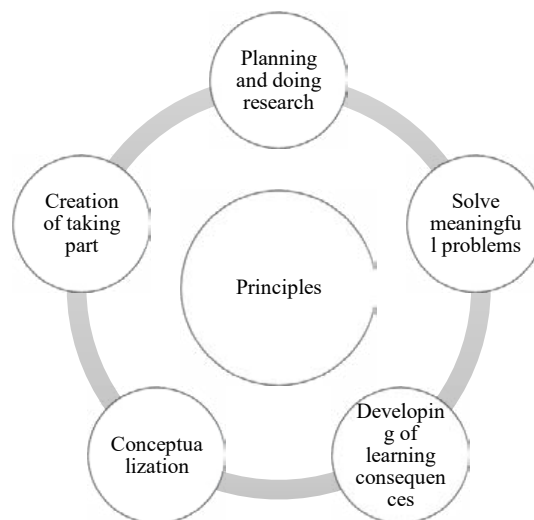 Planning
and doing
research
Solve
meaningfu
l problems
Developin
g of
learning
consequen
ces
Conceptua
lization
Creation
of taking
part
Principles